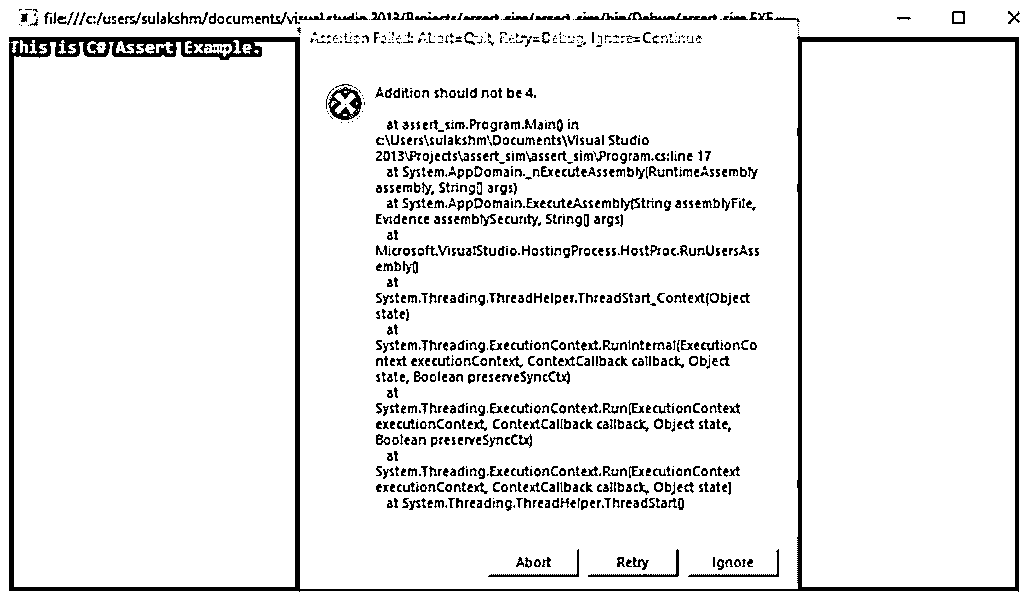 file:///c:/users/sulakshm/documents/visual studio 2013/Projects/assert_sim/assert_sim/bin/Debug/assert_sim.EXE
This is C# Assert Example.
Assertion Failed: Abort=Quit, Retry=Debug, Ignore=Continue
Addition should not be 4.
at assert_sim.Program.Main() in
c:\Users\sulakshm\Documents\Visual Studio
2013\Projects\assert_sim\assert_sim\Program.cs:line 17
at System.AppDomain._nExecuteAssembly(RuntimeAssembly
assembly, String[] args)
at System.AppDomain.ExecuteAssembly(String assemblyFile,
Evidence assemblySecurity, String[] args)
at
Microsoft.VisualStudio.HostingProcess.HostProc.RunUsersAss
embly()
at
System.Threading.ThreadHelper.ThreadStart_Context(Object
state)
at
System.Threading.ExecutionContext.RunInternal(ExecutionCo
ntext executionContext, ContextCallback callback, Object
state, Boolean preserveSyncCtx)
at
System.Threading.ExecutionContext.Run(ExecutionContext
executionContext, ContextCallback callback, Object state,
Boolean preserveSyncCtx)
at
System.Threading.ExecutionContext.Run(ExecutionContext
executionContext, ContextCallback callback, Object state)
at System.Threading.ThreadHelper.ThreadStart()
Abort Retry Ignore